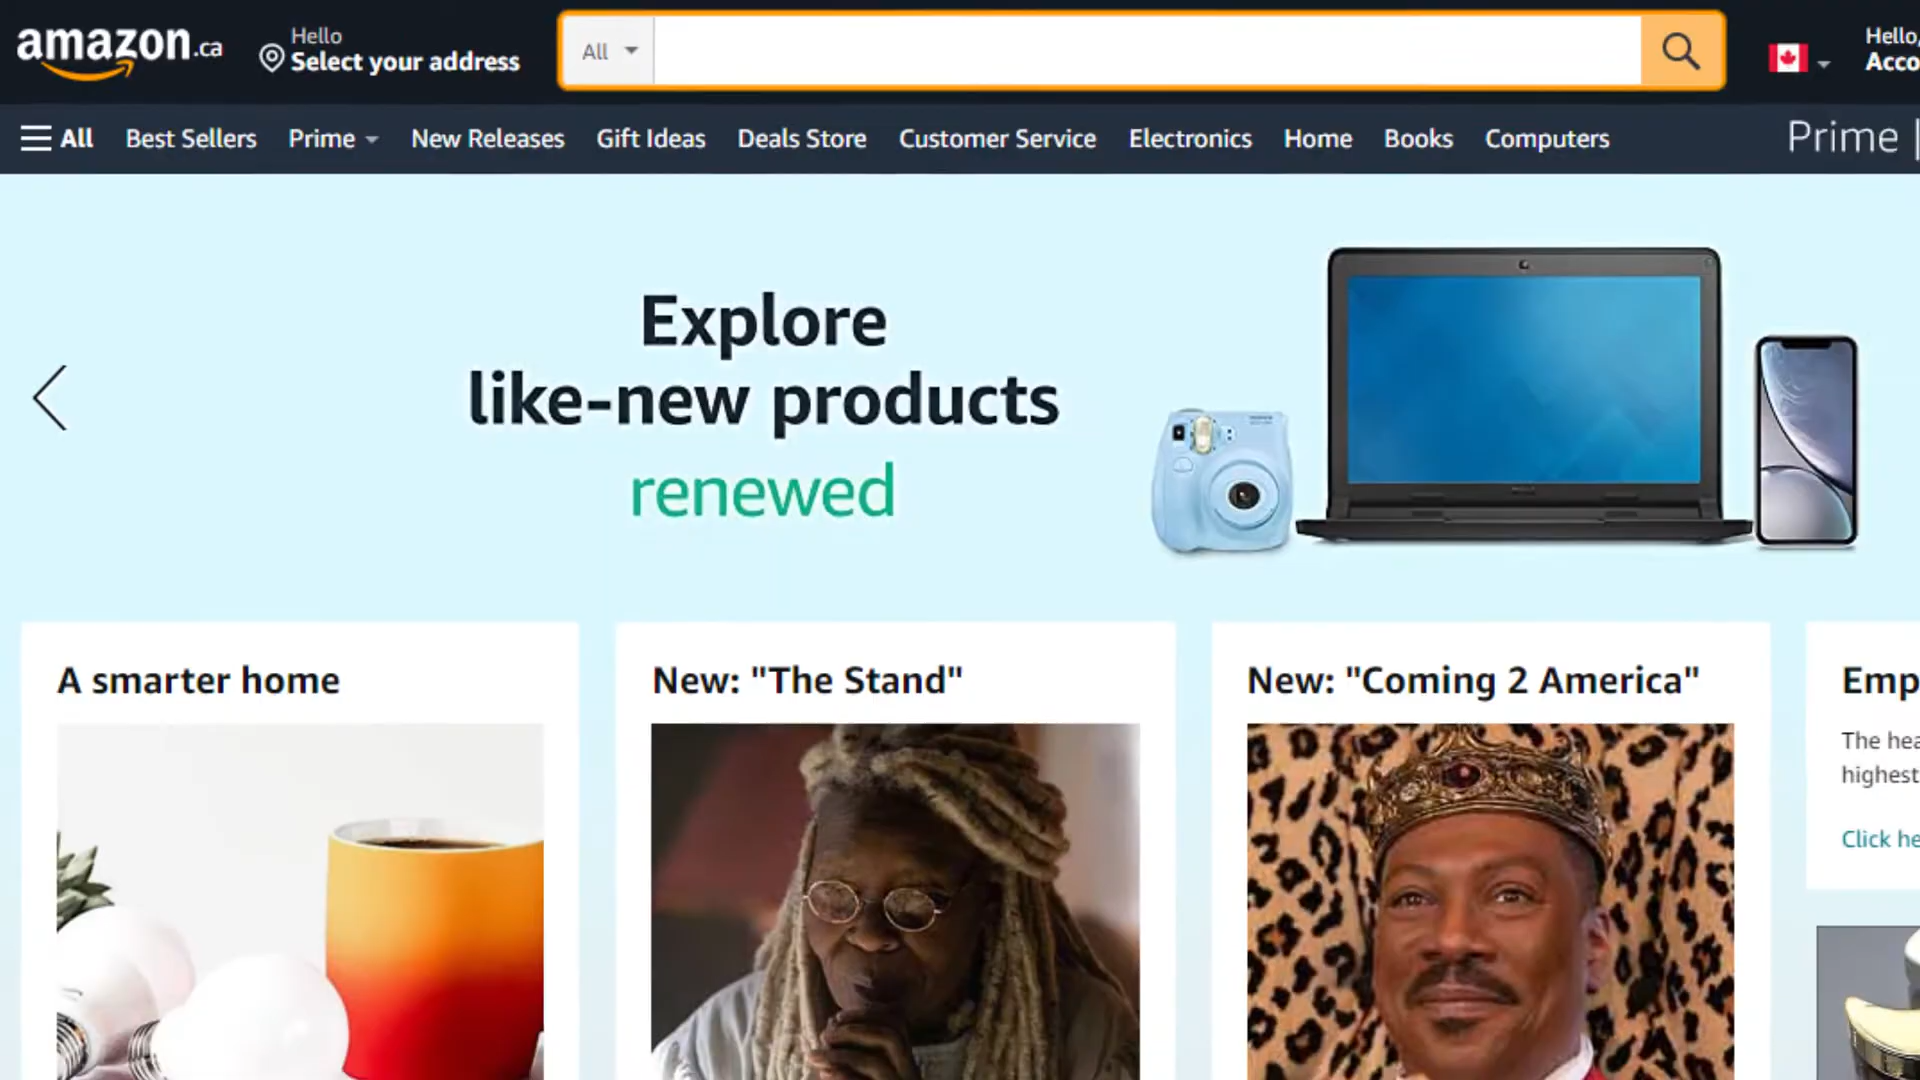 amazon.ca
Hello
Select your address
All
Hello,
Acco
All
Best Sellers
Prime
New Releases
Gift Ideas
Deals Store
Customer Service
Electronics
Home
Books
Computers
Prime |
Explore
like-new products
renewed
A smarter home
New: "The Stand"
New: "Coming 2 America"
Emp
The hea
highest
Click he